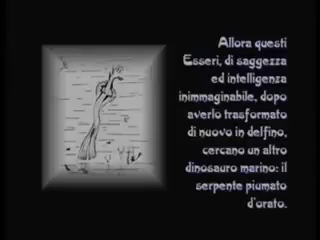 Allora questi
Esseri, di saggezza
ed intelligenza
inimmaginabile, dopo
averlo trasformato
di nuovo in delfino,
cercano un altro
dinosauro marino: il
serpente piumato
d'orato.